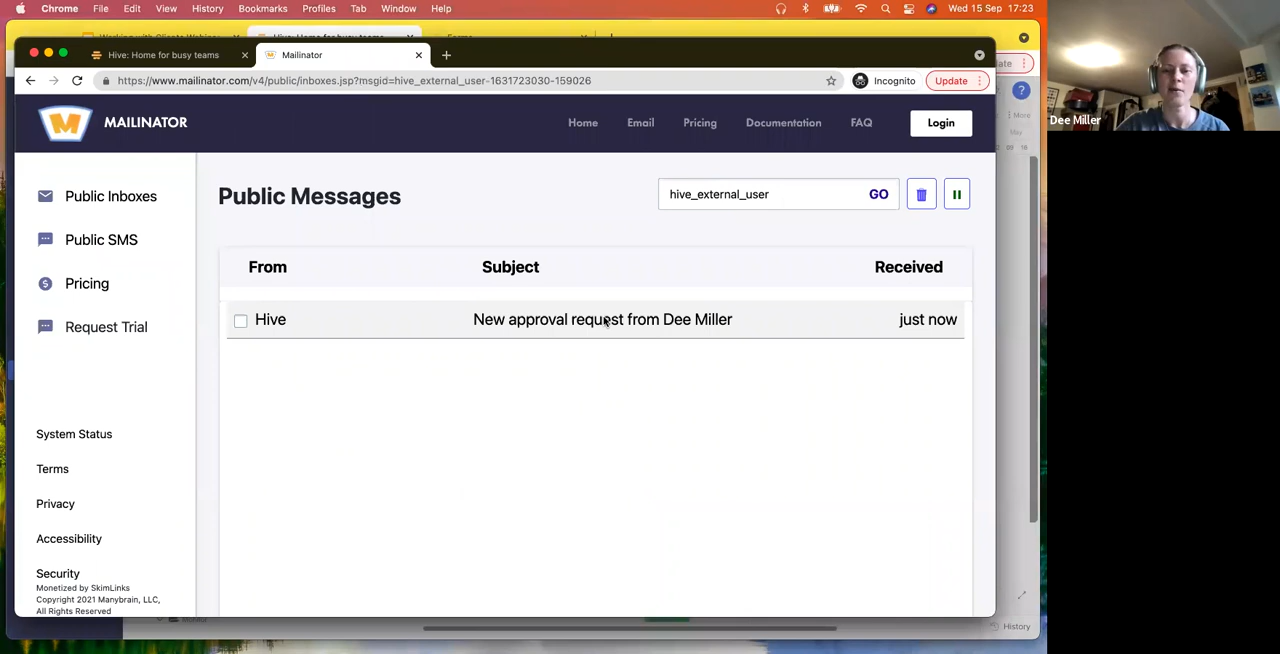 Chrome File Edit View History Bookmarks Profiles Tab Window Help Wed 15 Sep 17:23
Hive: Home for busy teams Mailinator
https://www.mailinator.com/v4/public/inboxes.jsp?msgid=hive_external_user-1631723030-159026 Incognito Update
MAILINATOR Home Email Pricing Documentation FAQ Login
Public Inboxes
Public SMS
Pricing
Request Trial
System Status
Terms
Privacy
Accessibility
Security
Monetized by SkimLinks
Copyright 2021 Manybrain, LLC,
All Rights Reserved
Public Messages hive_external_user GO
From Subject Received
Hive New approval request from Dee Miller just now
More
May
History
Dee Miller